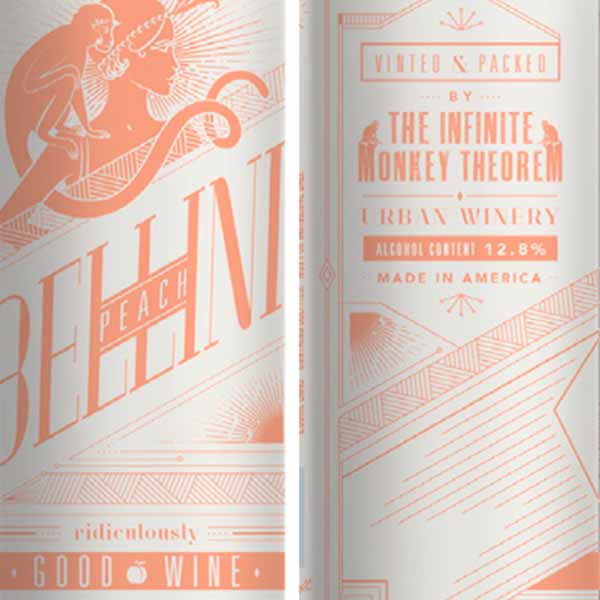 BELLINI
PEACH
ridiculously
GOOD WINE
VINTED & PACKED
BY
THE INFINITE
MONKEY THEOREM
URBAN WINERY
ALCOHOL CONTENT 12.8%
MADE IN AMERICA